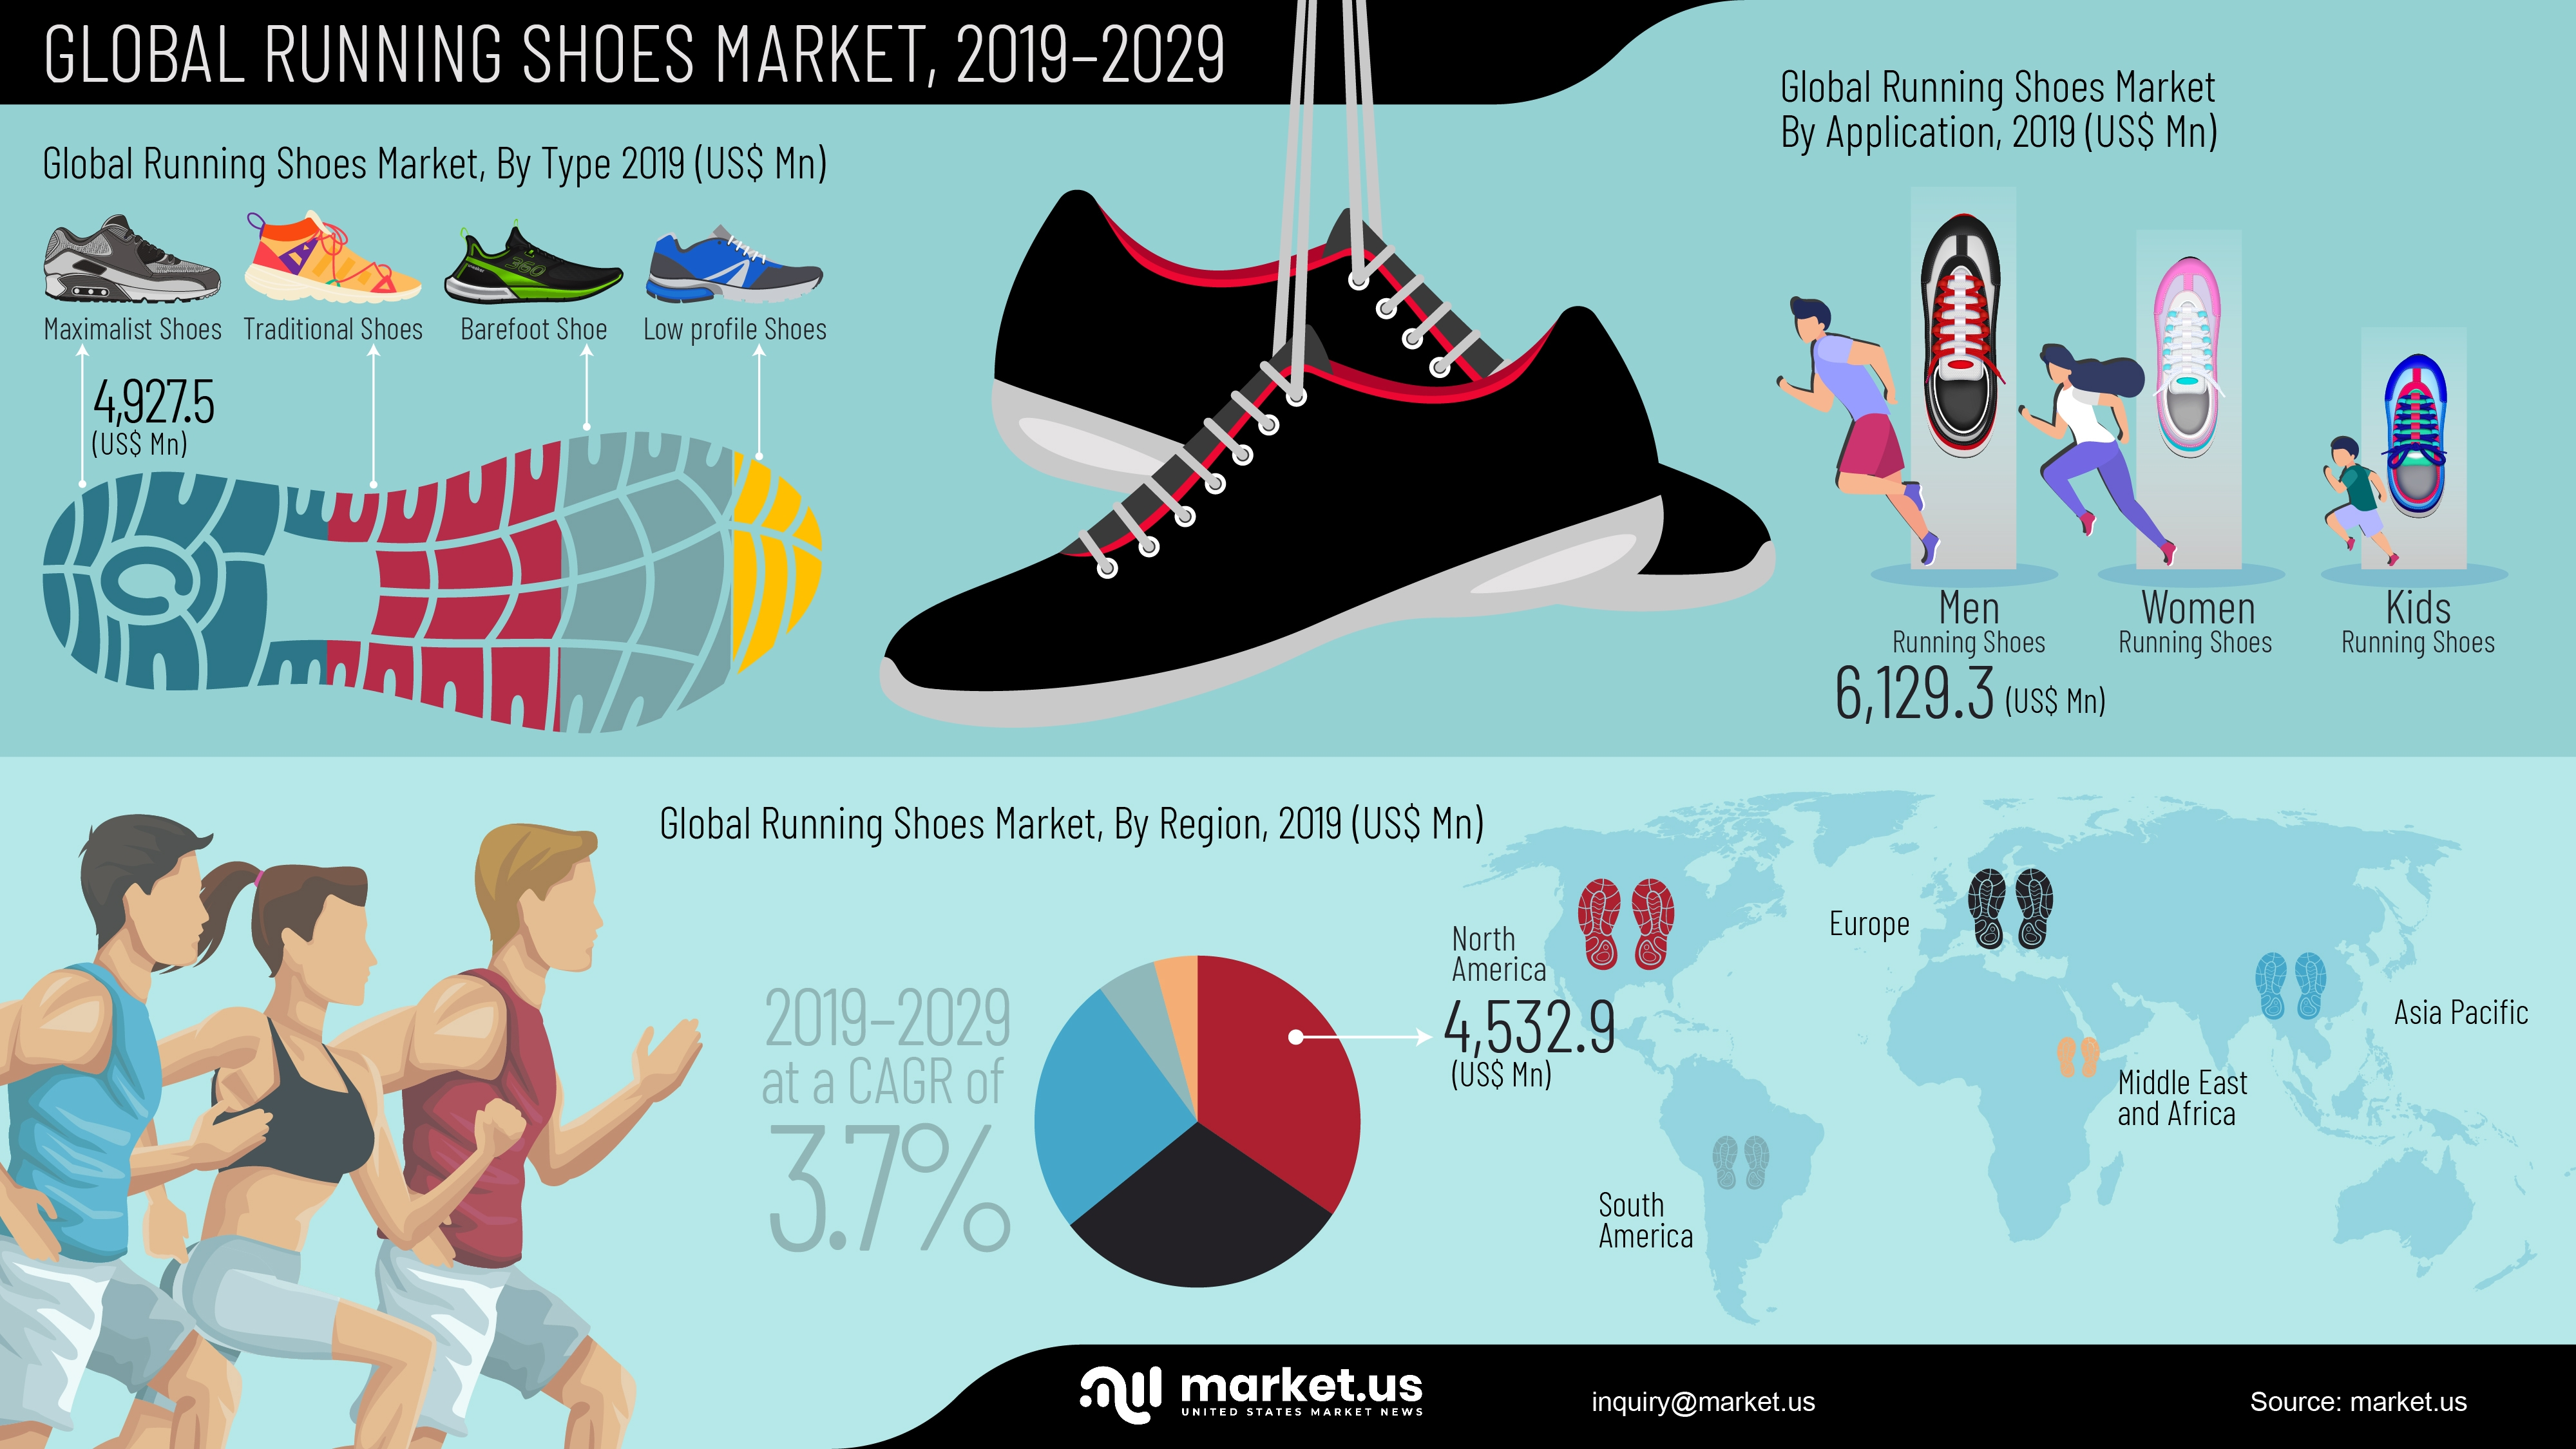 GLOBAL RUNNING SHOES MARKET, 2019–2029
Global Running Shoes Market, By Type 2019 (US$ Mn)
360
Maximalist Shoes
Traditional Shoes
Barefoot Shoe
Low profile Shoes
4,927.5
(US$ Mn)
Global Running Shoes Market
By Application, 2019 (US$ Mn)
Men
Running Shoes
6,129.3 (US$ Mn)
Women
Running Shoes
Kids
Running Shoes
Global Running Shoes Market, By Region, 2019 (US$ Mn)
2019–2029
at a CAGR of
3.7%
North
America
4,532.9
(US$ Mn)
Europe
Asia Pacific
Middle East
and Africa
South
America
market.us
UNITED STATES MARKET NEWS
inquiry@market.us
Source: market.us